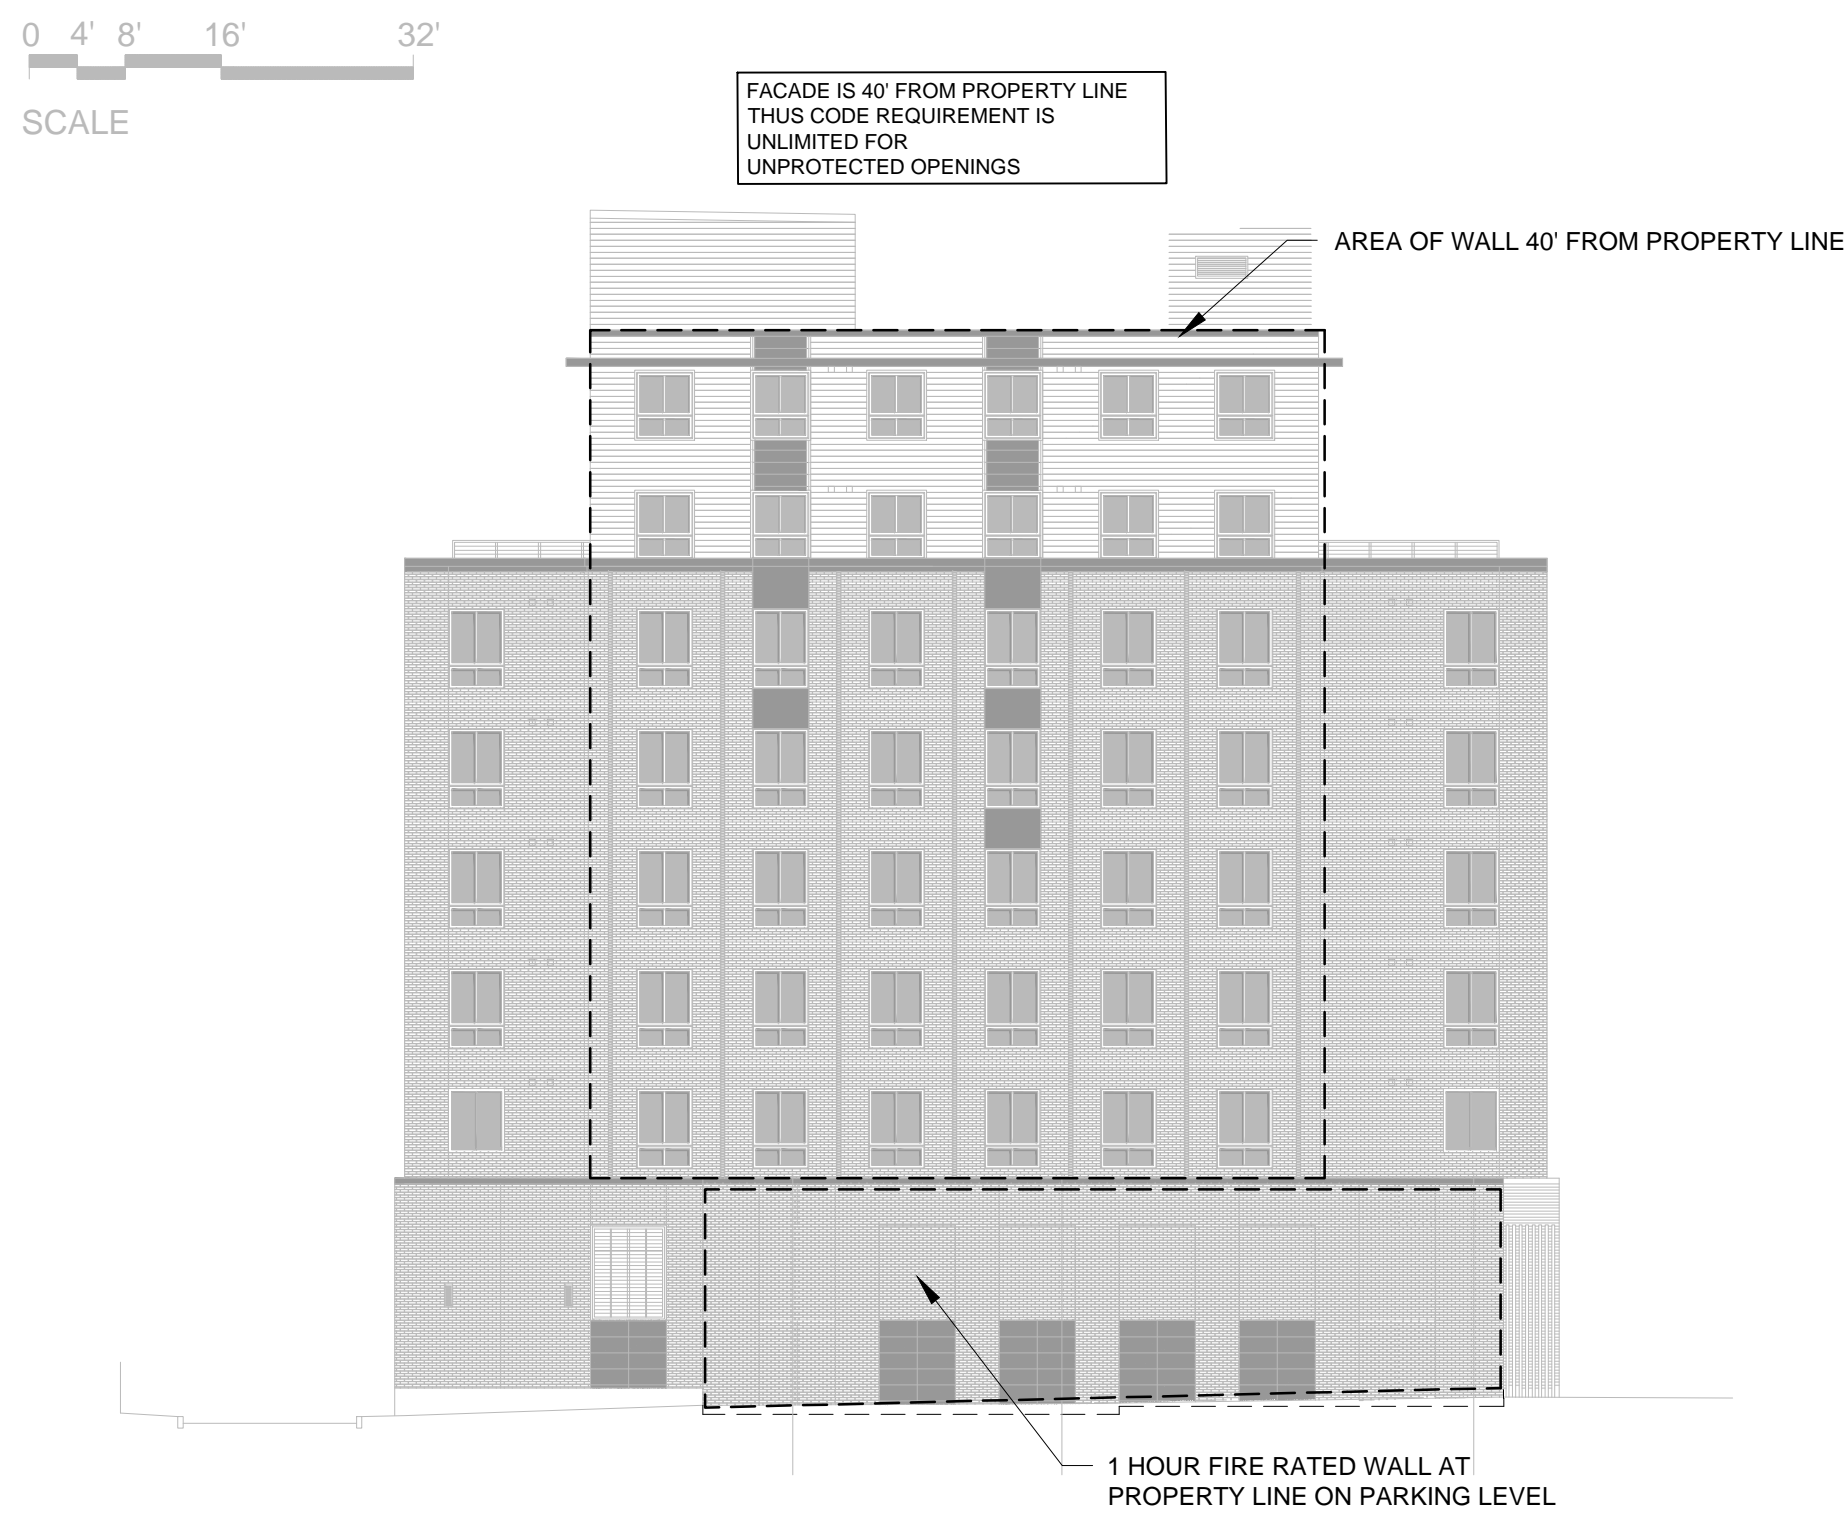 0 4' 8' 16' 32'
SCALE
FACADE IS 40' FROM PROPERTY LINE
THUS CODE REQUIREMENT IS
UNLIMITED FOR
UNPROTECTED OPENINGS
AREA OF WALL 40' FROM PROPERTY LINE
1 HOUR FIRE RATED WALL AT
PROPERTY LINE ON PARKING LEVEL